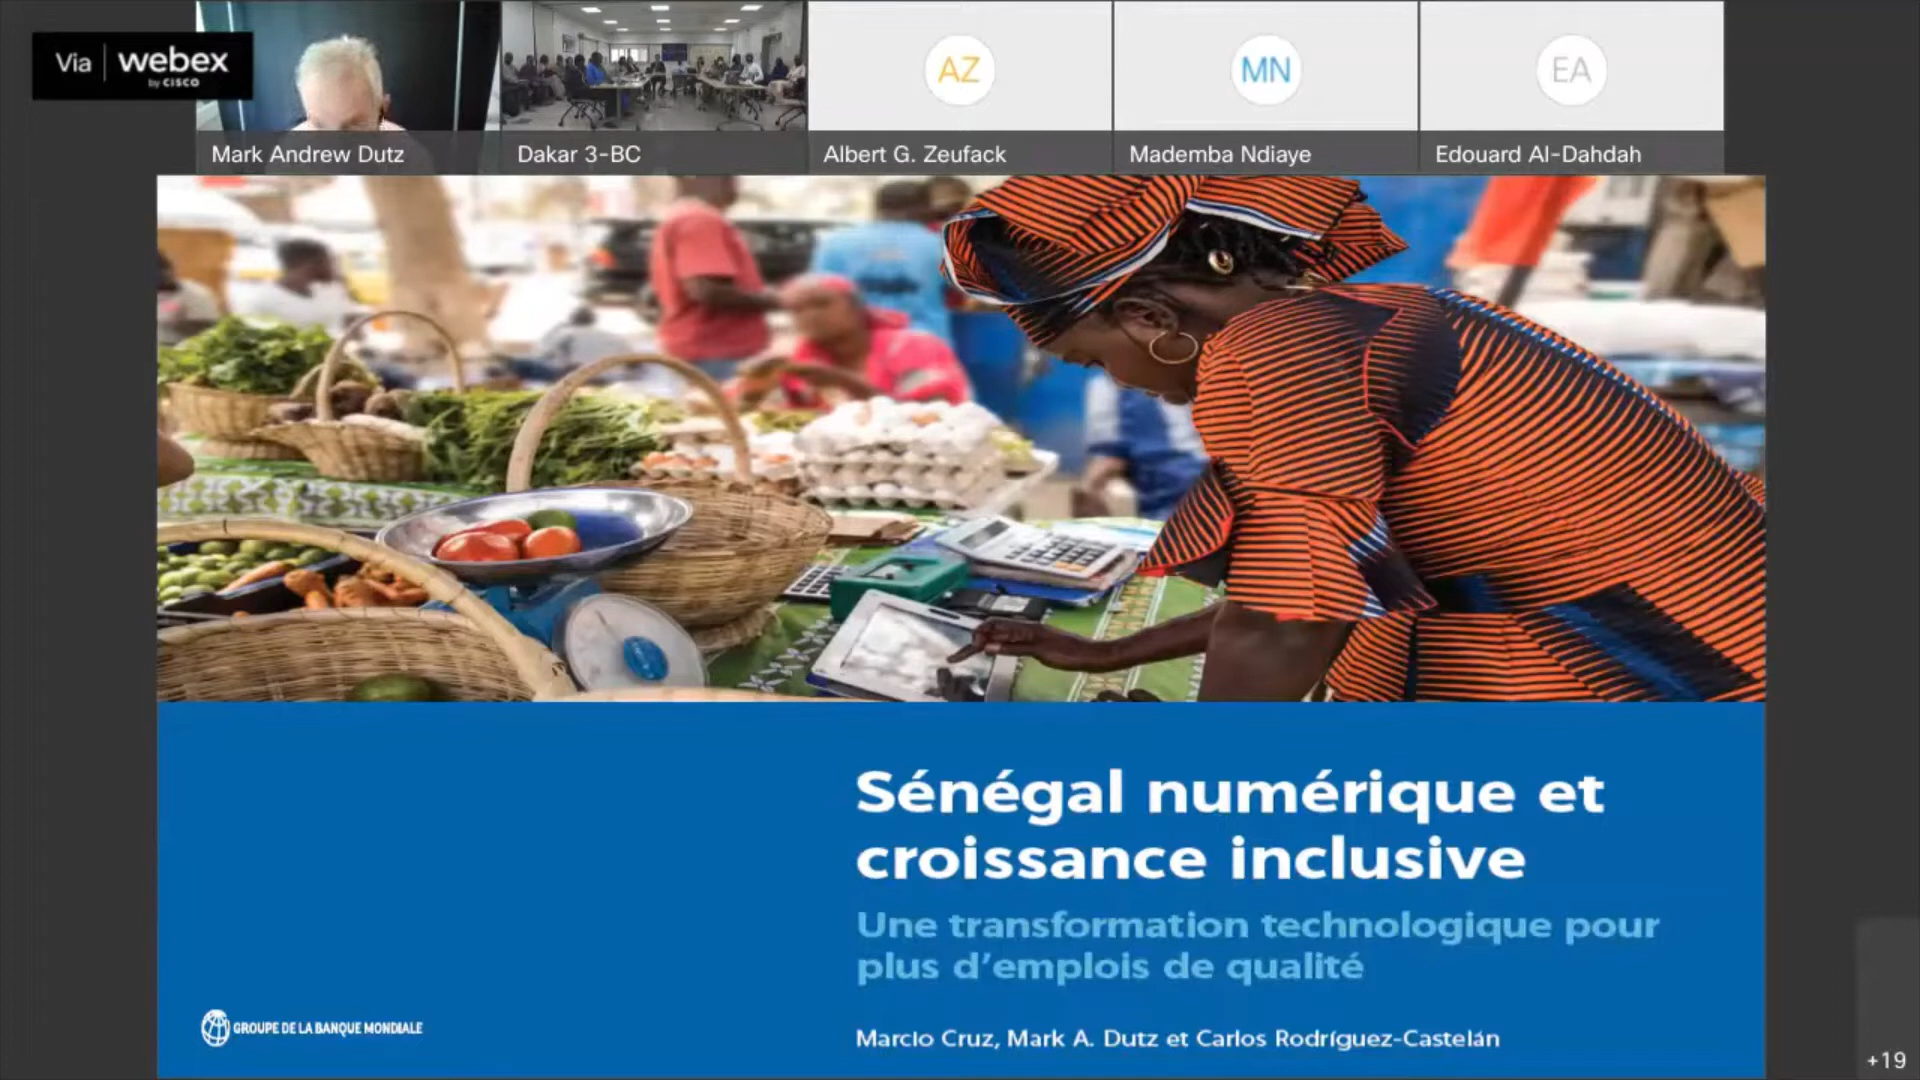 Via webex
by CISCO
AZ
MN
EA
Mark Andrew Dutz
Dakar 3-BC
Albert G. Zeufack
Mademba Ndiaye
Edouard Al-Dahdah
Sénégal numérique et
croissance inclusive
Une transformation technologique pour
plus d’emplois de qualité
GROUPE DE LA BANQUE MONDIALE
Marcio Cruz, Mark A. Dutz et Carlos Rodríguez-Castelán
+19